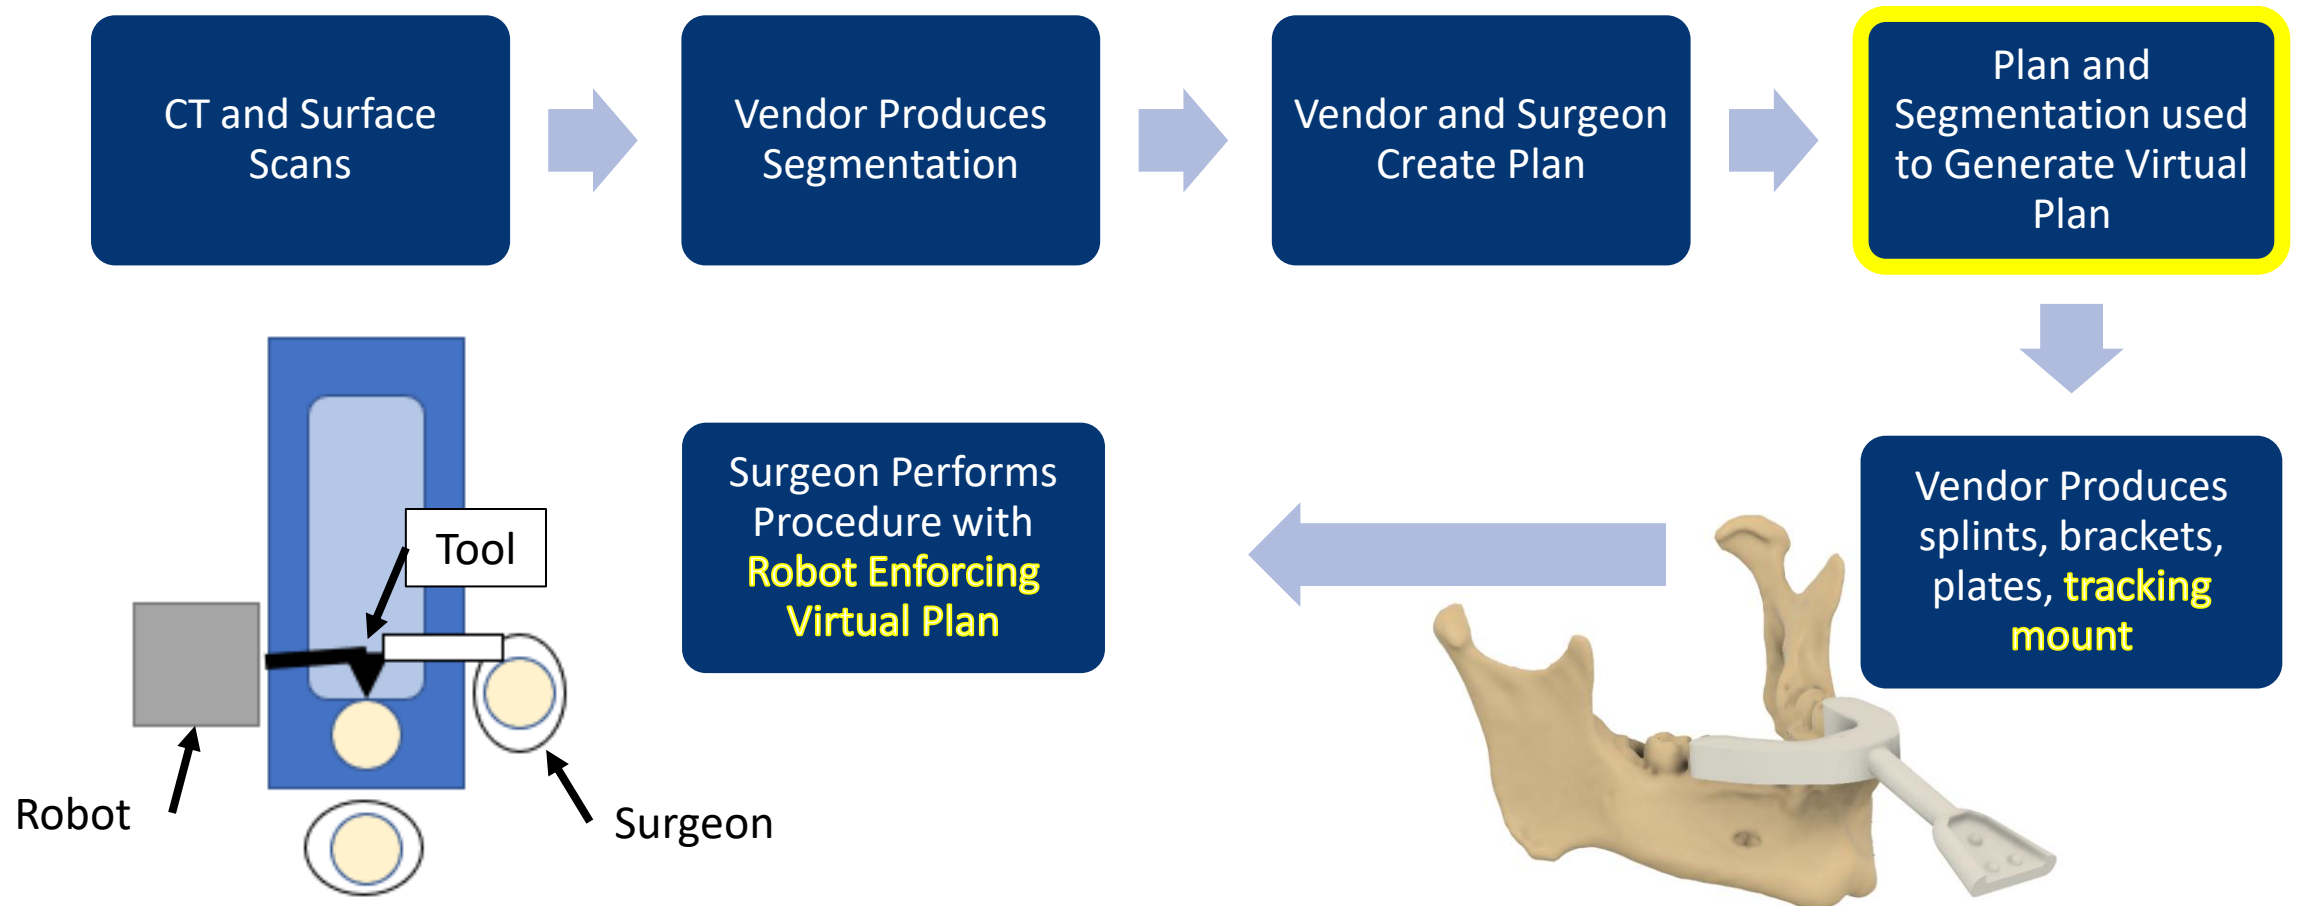 CT and Surface
Scans
Vendor Produces
Segmentation
Vendor and Surgeon
Create Plan
Plan and
Segmentation used
to Generate Virtual
Plan
Vendor Produces
splints, brackets,
plates, tracking
mount
Surgeon Performs
Procedure with
Robot Enforcing
Virtual Plan
Tool
Robot
Surgeon